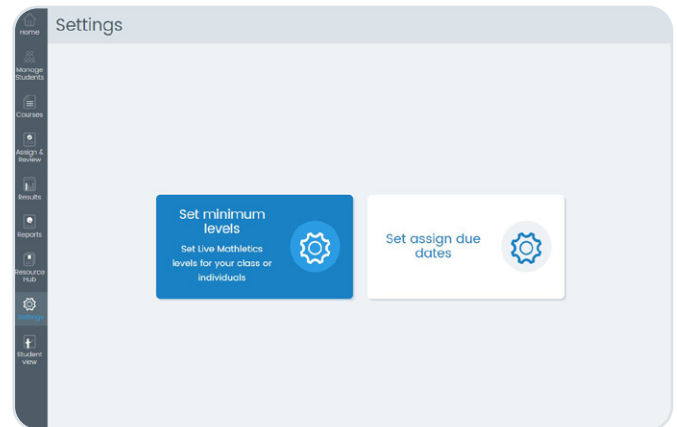 Home
Settings
Manage
Students
Courses
Assign &
Review
Results
Reports
Resource
Hub
Settings
Student
view
Set minimum
levels
Set Live Mathletics
levels for your class or
individuals
Set assign due
dates